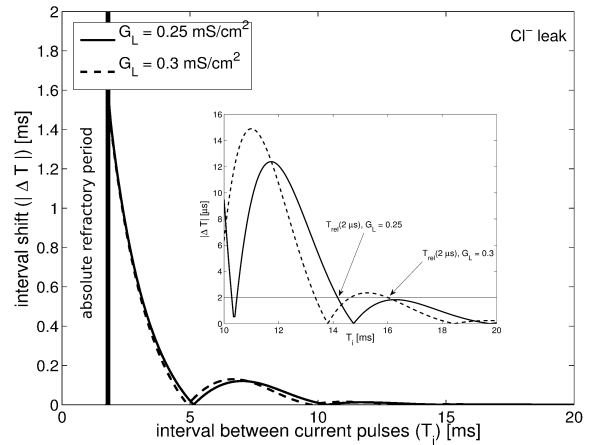 2
1.8
1.6
1.4
1.2
1
0.8
0.6
0.4
0.2
0
interval shift (| Δ T |) [ms]
absolute refractory period
G_L = 0.25 mS/cm²
G_L = 0.3 mS/cm²
Cl⁻ leak
16
14
12
10
8
6
4
2
0
|Δ T| [μs]
T_rel(2 μs), G_L = 0.25
T_rel(2 μs), G_L = 0.3
10 12 14 16 18 20
T_i [ms]
0 5 10 15 20
interval between current pulses (T_i) [ms]